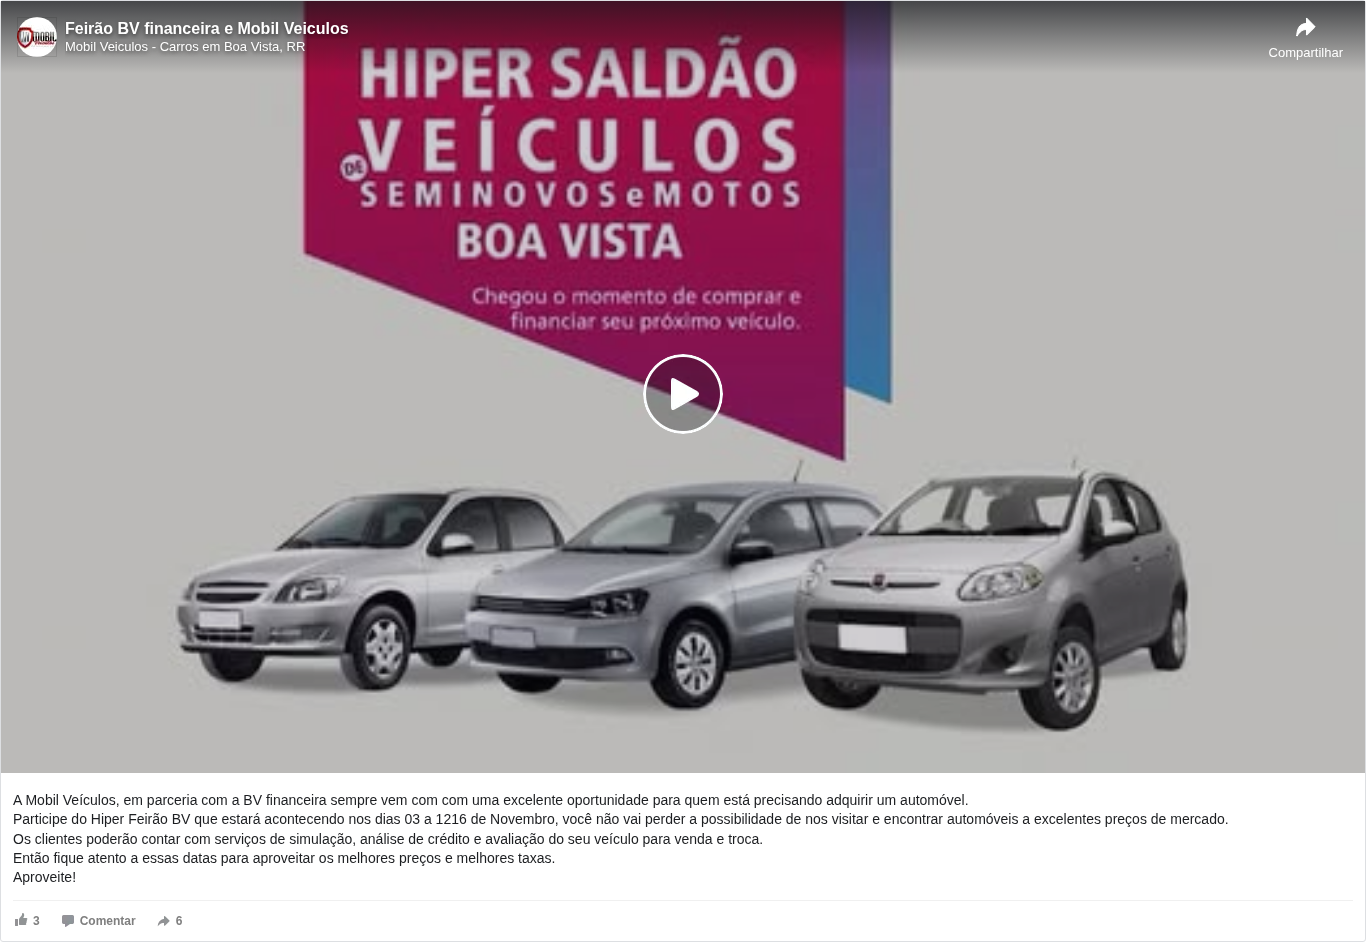 Feirão BV financeira e Mobil Veiculos
Mobil Veiculos - Carros em Boa Vista, RR
Compartilhar
HIPER SALDÃO
DE VEÍCULOS
SEMINOVOS e MOTOS
BOA VISTA
Chegou o momento de comprar e
financiar seu próximo veículo.
A Mobil Veículos, em parceria com a BV financeira sempre vem com com uma excelente oportunidade para quem está precisando adquirir um automóvel.
Participe do Hiper Feirão BV que estará acontecendo nos dias 03 a 1216 de Novembro, você não vai perder a possibilidade de nos visitar e encontrar automóveis a excelentes preços de mercado.
Os clientes poderão contar com serviços de simulação, análise de crédito e avaliação do seu veículo para venda e troca.
Então fique atento a essas datas para aproveitar os melhores preços e melhores taxas.
Aproveite!
3 Comentar 6